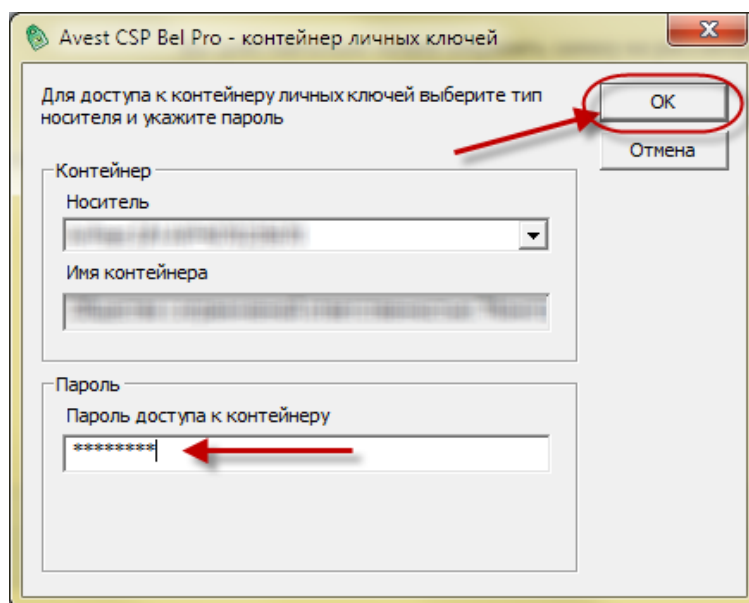 Avest CSP Bel Pro - контейнер личных ключей
Для доступа к контейнеру личных ключей выберите тип
носителя и укажите пароль
OK
Отмена
Контейнер
Носитель
Имя контейнера
Пароль
Пароль доступа к контейнеру
********